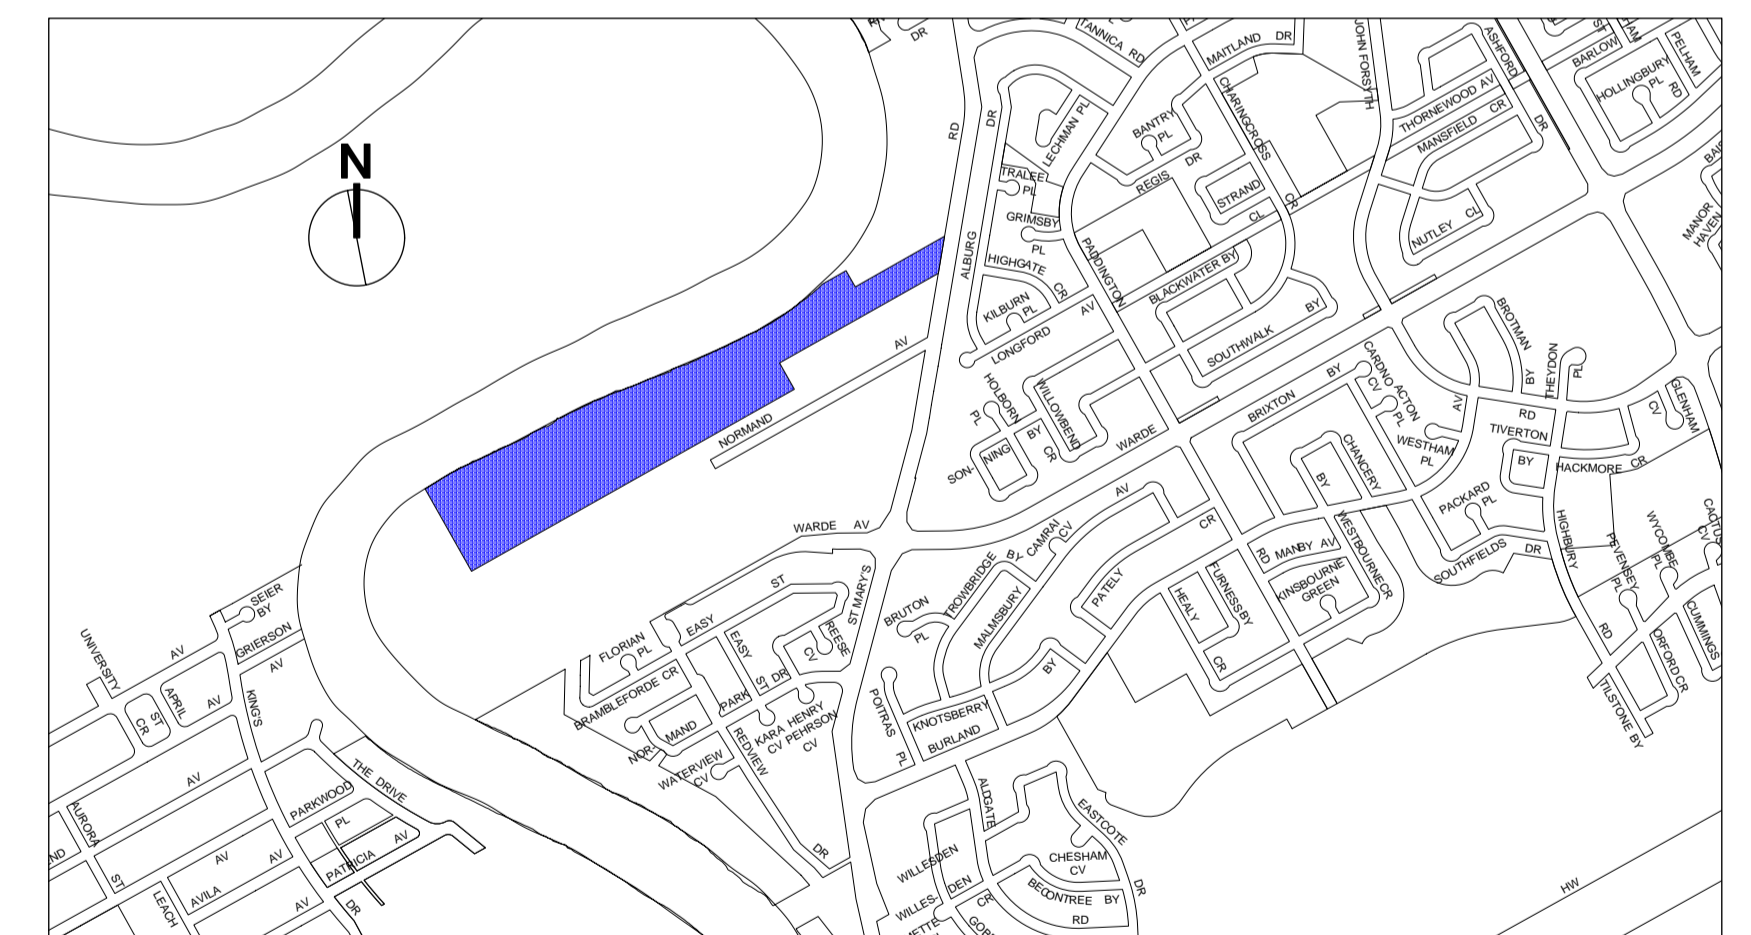 N
DR
TANNICA RD
MAITLAND DR
JOHN FORSYTH
ASHFORD
DR
BARLOW
ST
HAM
PELHAM
RD
HOLLINGBURY
PL
THORNEWOOD AV
MANSFIELD CR
NUTLEY CL
MANOR
HAVEN
RD
DR
ALBURG
LECHMAN PL
BANTRY
PL
CHARINGCROSS
CR
REGIS DR
STRAND
CL
TRALEE
PL
GRIMSBY
PL
HIGHGATE
CR
KILBURN
PL
PADDINGTON
LONGFORD AV
BLACKWATER BY
SOUTHWALK BY
NORMAND AV
HOLBORN
PL
WILLOWBEND
CR
SON-
NING
BY
WARDE
BRIXTON BY
CARDNO
CV
ACTON
PL
AV
WESTHAM
PL
CHANCERY
BY
BROTMAN
BY
THEYDON
PL
RD
TIVERTON
BY
HACKMORE CR
GLENHAM
CV
PACKARD
PL
SOUTHFIELDS DR
HIGHBURY
RD
WYCOMBE
PL
PEVENSEY
PL
CACTUS
CV
CUMMINGS
ORFORD CR
TILSTONE BY
WARDE AV
AV
CAMRAI
CV
TROWBRIDGE
BY
MALMSBURY
PATELY
CR
BRUTON
PL
POITRAS
PL
KNOTSBERRY
BY
BURLAND
RD
MANBY AV
WESTBOURNE CR
KINSBOURNE
GREEN
FURNESS BY
HEALY
CR
ST MARY'S
EASY ST
EASY
ST
REESE
CV
FLORIAN
PL
BRAMBLEFORDE CR
PARK DR
NOR-
MAND
KARA
CV
HENRY
PEHRSON
CV
WATERVIEW
CV
REDVIEW
DR
SEIER
BY
GRIERSON
AV
UNIVERSITY
AV
APRIL
AV
ST
CR
KING'S
AV
THE DRIVE
PARKWOOD
PL
PATRICIA AV
DR
AURORA
ST
AV
AV
AVILA
AV
LEACH
ALDGATE
EASTCOTE
DR
WILLESDEN
CHESHAM
CV
BECONTREE BY
RD
WILLES-
DEN
CR
HW